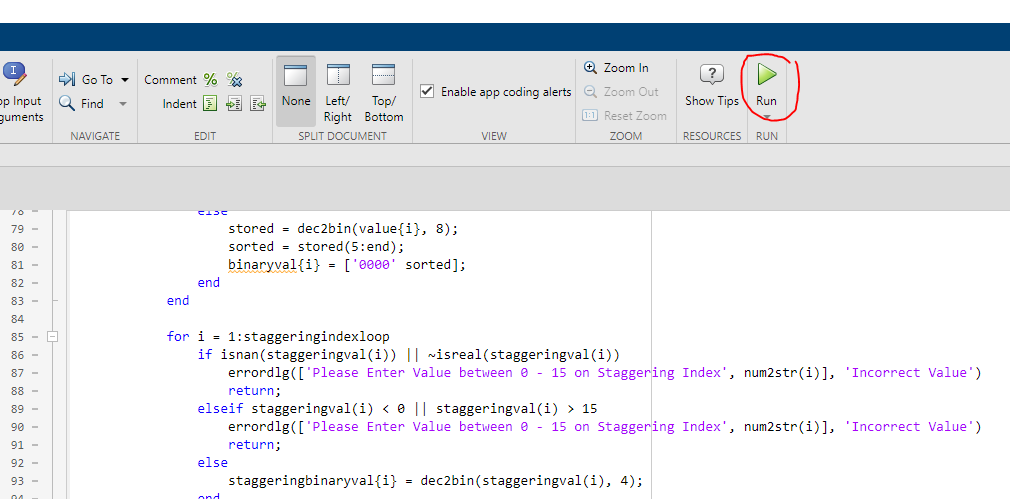 Go To
Comment
pp Input
guments
Find
Indent
None
Left/
Right
Top/
Bottom
Enable app coding alerts
Zoom In
Zoom Out
1:1 Reset Zoom
?
Show Tips
Run
NAVIGATE
EDIT
SPLIT DOCUMENT
VIEW
ZOOM
RESOURCES
RUN
78 – else
79 – stored = dec2bin(value{i}, 8);
80 – sorted = stored(5:end);
81 – binaryval{i} = ['0000' sorted];
82 – end
83 – end
84
85 – for i = 1:staggeringindexloop
86 – if isnan(staggeringval(i)) || ~isreal(staggeringval(i))
87 – errordlg(['Please Enter Value between 0 - 15 on Staggering Index', num2str(i)], 'Incorrect Value')
88 – return;
89 – elseif staggeringval(i) < 0 || staggeringval(i) > 15
90 – errordlg(['Please Enter Value between 0 - 15 on Staggering Index', num2str(i)], 'Incorrect Value')
91 – return;
92 – else
93 – staggeringbinaryval{i} = dec2bin(staggeringval(i), 4);
94 – end